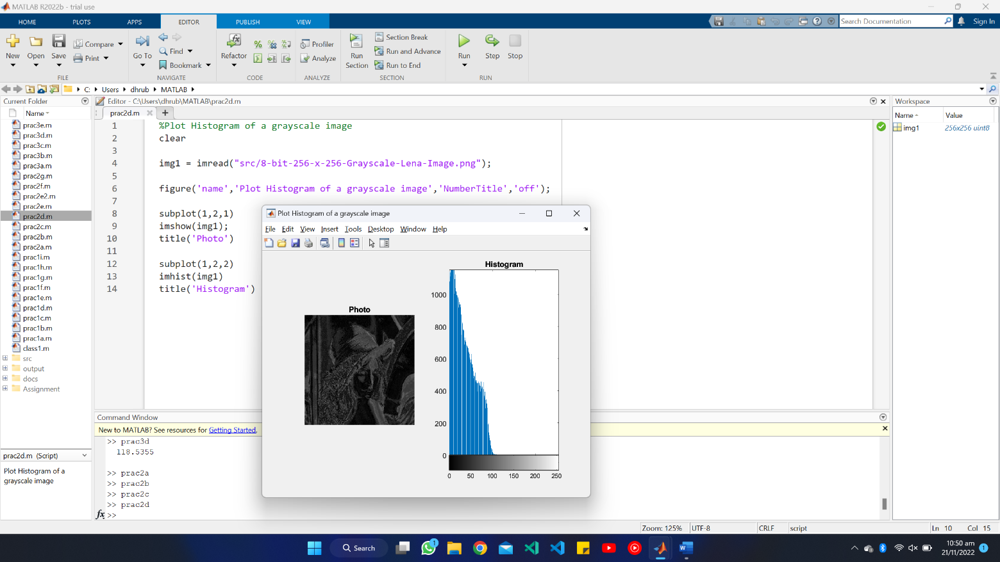 MATLAB R2022b - trial use
HOME PLOTS APPS EDITOR PUBLISH VIEW
Search Documentation
Sign In
New Open Save Compare Print
Go To Find Bookmark
Refactor
Profiler
Analyze
Run Section
Section Break
Run and Advance
Run to End
Run Step Stop
FILE NAVIGATE CODE ANALYZE SECTION RUN
C: Users dhrub MATLAB
Current Folder
Name
prac3e.m
prac3d.m
prac3c.m
prac3b.m
prac3a.m
prac2g.m
prac2f.m
prac2e2.m
prac2e.m
prac2d.m
prac2c.m
prac2b.m
prac2a.m
prac1i.m
prac1h.m
prac1g.m
prac1f.m
prac1e.m
prac1d.m
prac1c.m
prac1b.m
prac1a.m
class1.m
src
output
docs
Assignment
prac2d.m (Script)
Plot Histogram of a
grayscale image
Editor - C:\Users\dhrub\MATLAB\prac2d.m
prac2d.m
1 %Plot Histogram of a grayscale image
2 clear
3
4 img1 = imread("src/8-bit-256-x-256-Grayscale-Lena-Image.png");
5
6 figure('name','Plot Histogram of a grayscale image','NumberTitle','off');
7
8 subplot(1,2,1)
9 imshow(img1);
10 title('Photo')
11
12 subplot(1,2,2)
13 imhist(img1)
14 title('Histogram')
Plot Histogram of a grayscale image
File Edit View Insert Tools Desktop Window Help
Histogram
Photo
1000
800
600
400
200
0
0 50 100 150 200 250
Command Window
New to MATLAB? See resources for Getting Started.
>> prac3d
118.5355
>> prac2a
>> prac2b
>> prac2c
>> prac2d
fx >>
Workspace
Name Value
img1 256x256 uint8
Zoom: 125% UTF-8 CRLF script Ln 10 Col 15
Search
1
10:50 am
21/11/2022
1